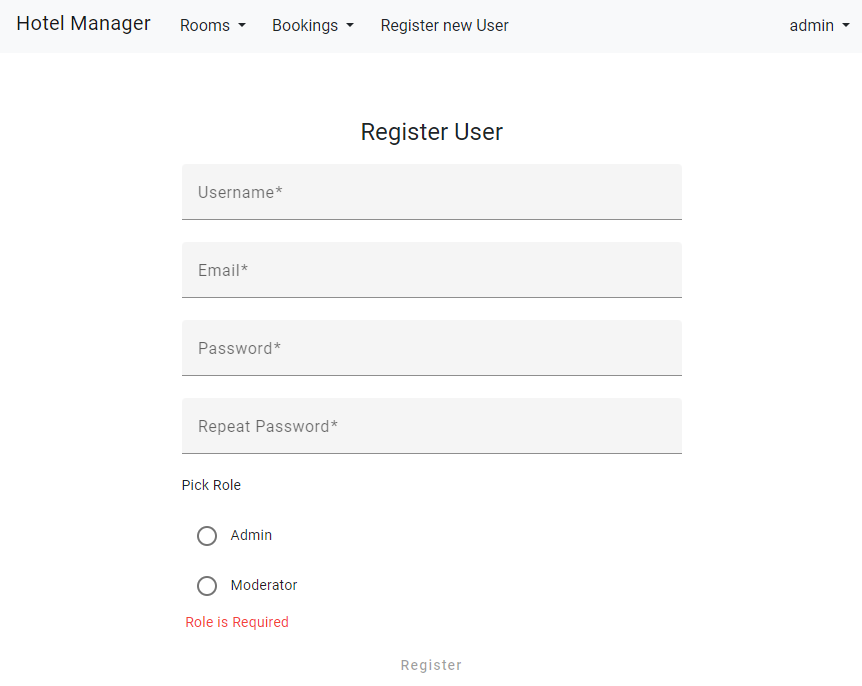 Hotel Manager Rooms Bookings Register new User admin
Register User
Username*
Email*
Password*
Repeat Password*
Pick Role
Admin
Moderator
Role is Required
Register